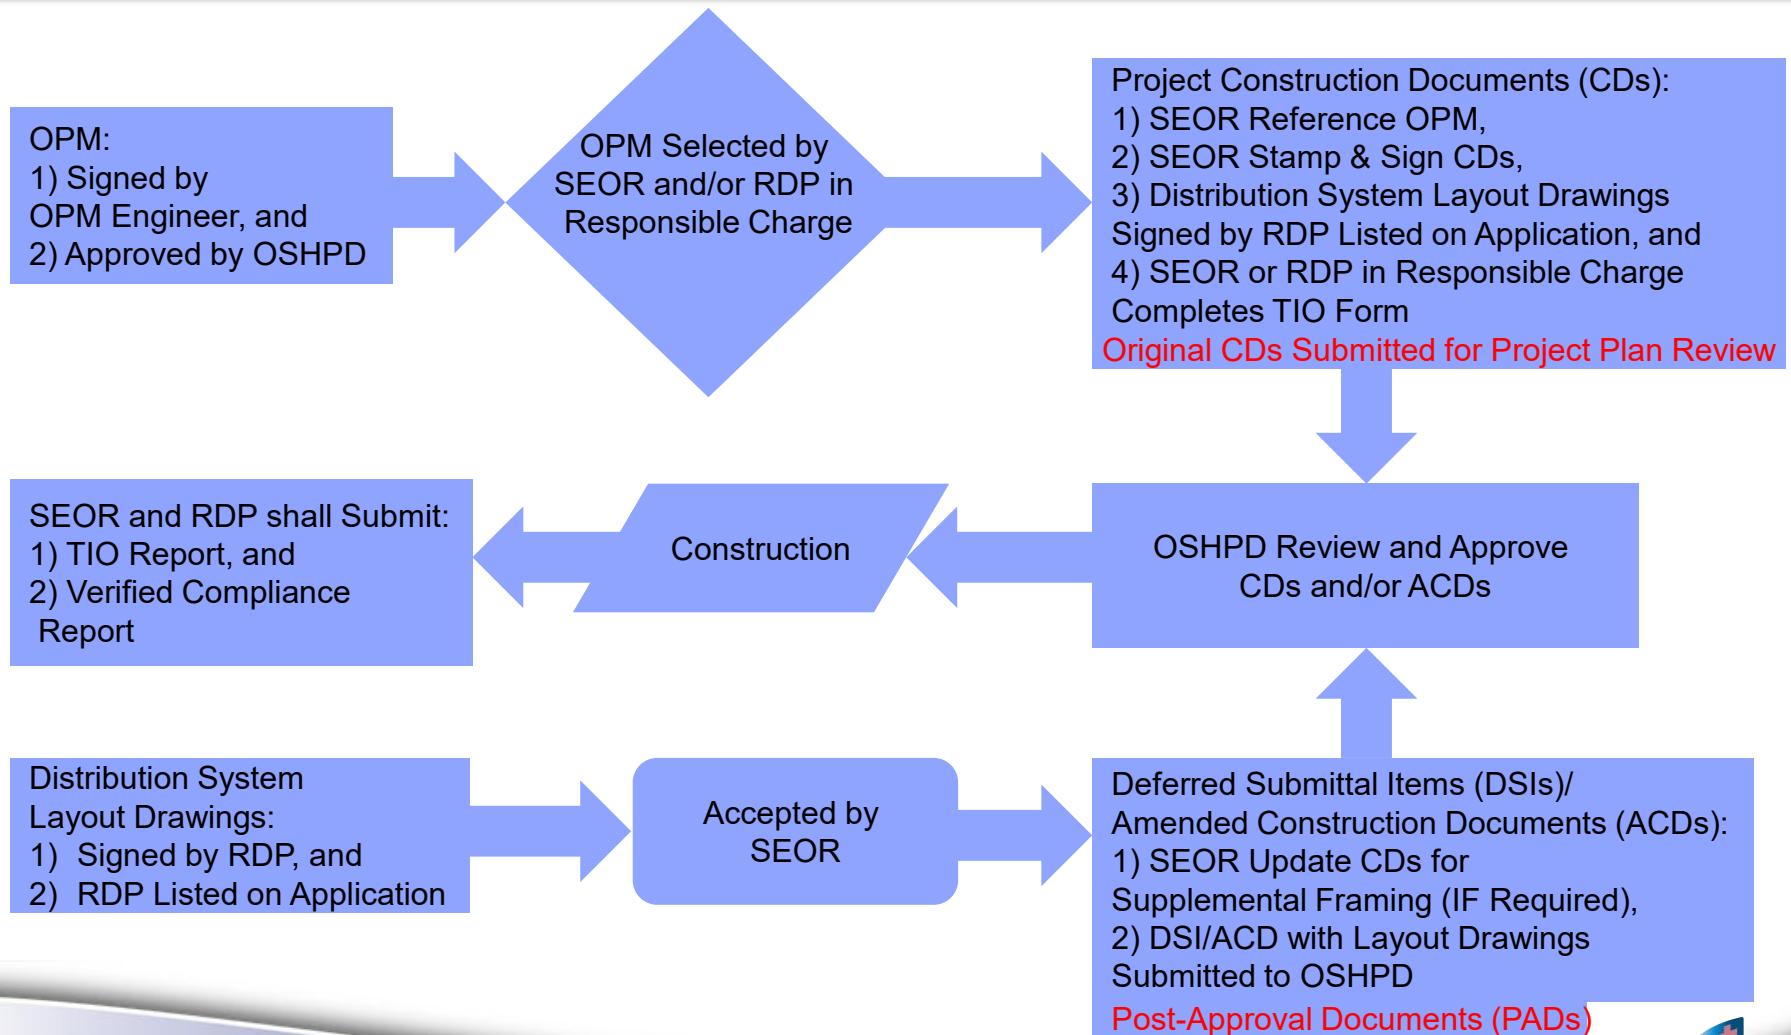 OPM:
1) Signed by
OPM Engineer, and
2) Approved by OSHPD
OPM Selected by
SEOR and/or RDP in
Responsible Charge
Project Construction Documents (CDs):
1) SEOR Reference OPM,
2) SEOR Stamp & Sign CDs,
3) Distribution System Layout Drawings
Signed by RDP Listed on Application, and
4) SEOR or RDP in Responsible Charge
Completes TIO Form
Original CDs Submitted for Project Plan Review
SEOR and RDP shall Submit:
1) TIO Report, and
2) Verified Compliance
Report
Construction
OSHPD Review and Approve
CDs and/or ACDs
Distribution System
Layout Drawings:
1) Signed by RDP, and
2) RDP Listed on Application
Accepted by
SEOR
Deferred Submittal Items (DSIs)/
Amended Construction Documents (ACDs):
1) SEOR Update CDs for
Supplemental Framing (IF Required),
2) DSI/ACD with Layout Drawings
Submitted to OSHPD
Post-Approval Documents (PADs)